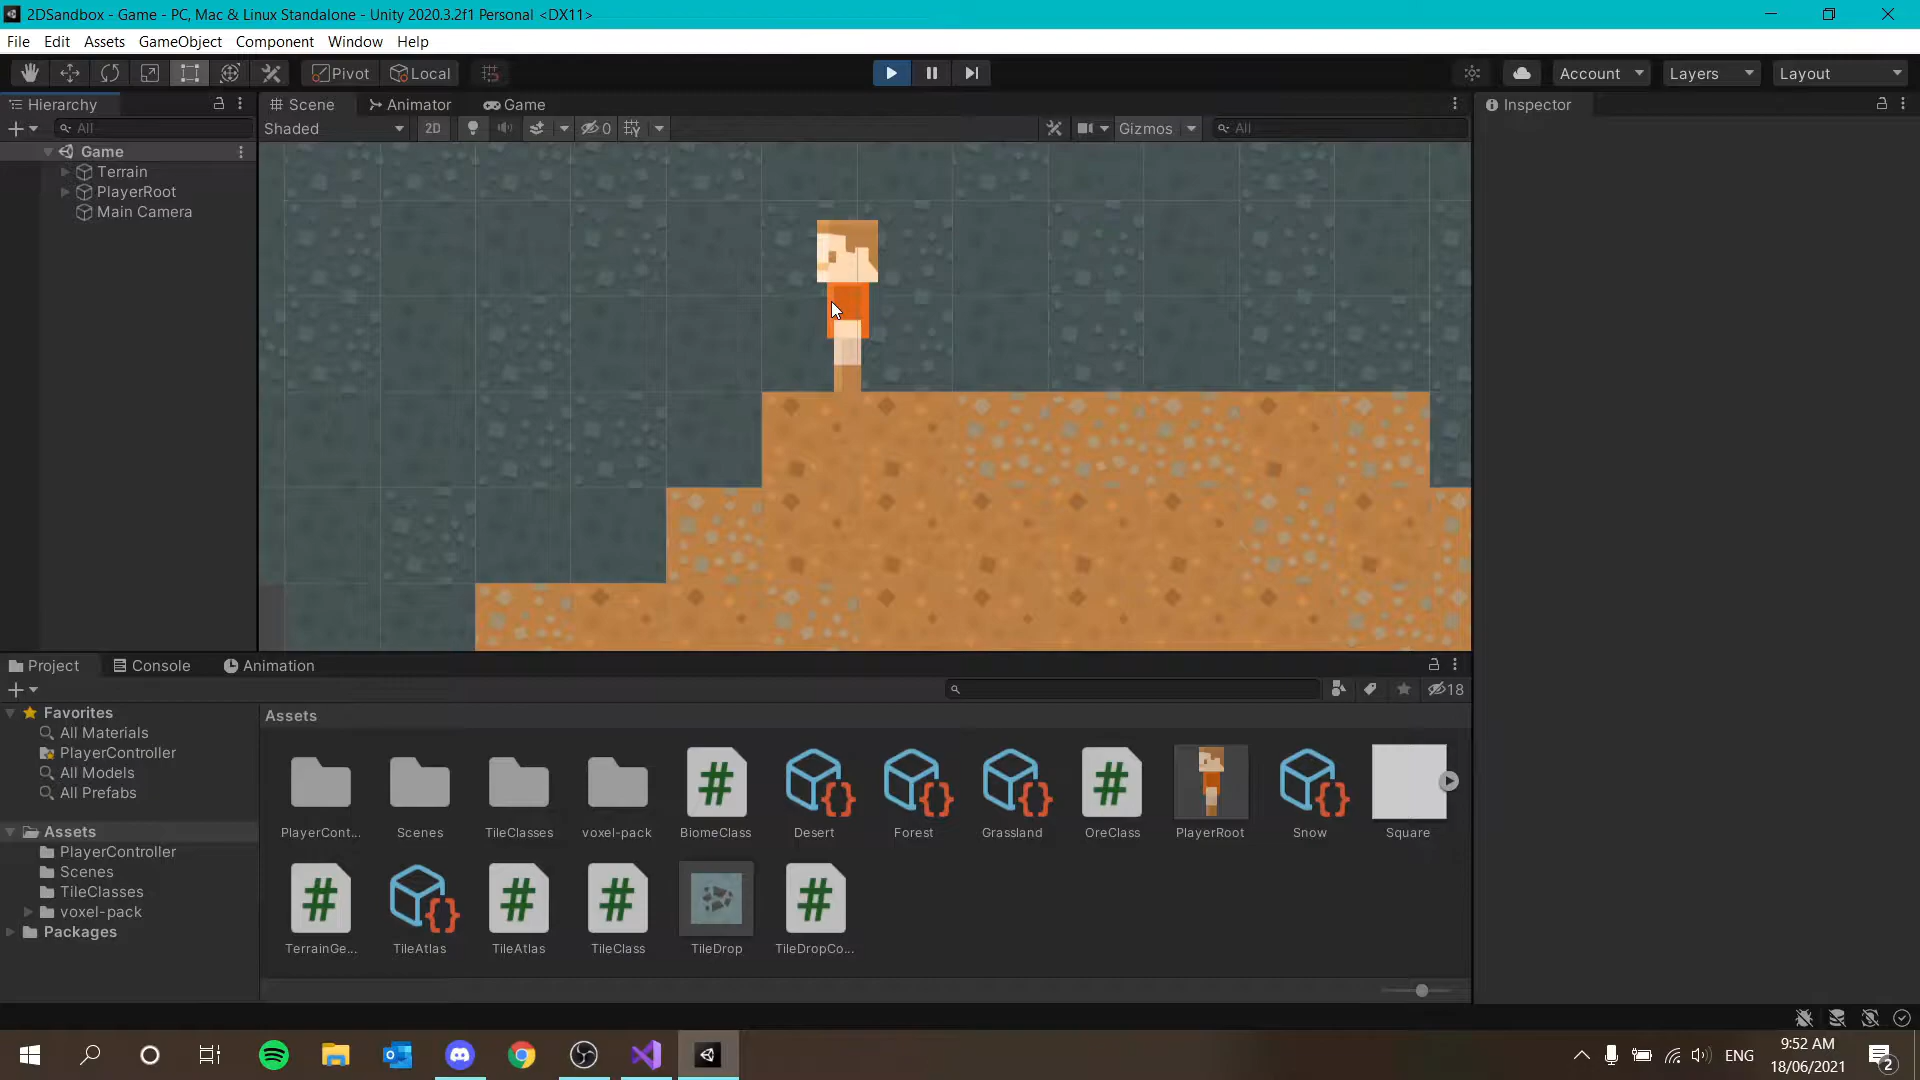 2DSandbox - Game - PC, Mac & Linux Standalone - Unity 2020.3.2f1 Personal <DX11>
File Edit Assets GameObject Component Window Help
Pivot Local Account Layers Layout
Hierarchy Scene Animator Game Inspector
All Shaded 2D 0 Gizmos All
Game
Terrain
PlayerRoot
Main Camera
Project Console Animation
18
Favorites
All Materials
PlayerController
All Models
All Prefabs
Assets
PlayerController
Scenes
TileClasses
voxel-pack
Packages
Assets
PlayerCont... Scenes TileClasses voxel-pack BiomeClass Desert Forest Grassland OreClass PlayerRoot Snow Square
TerrainGe... TileAtlas TileAtlas TileClass TileDrop TileDropCo...
ENG
9:52 AM
18/06/2021
2